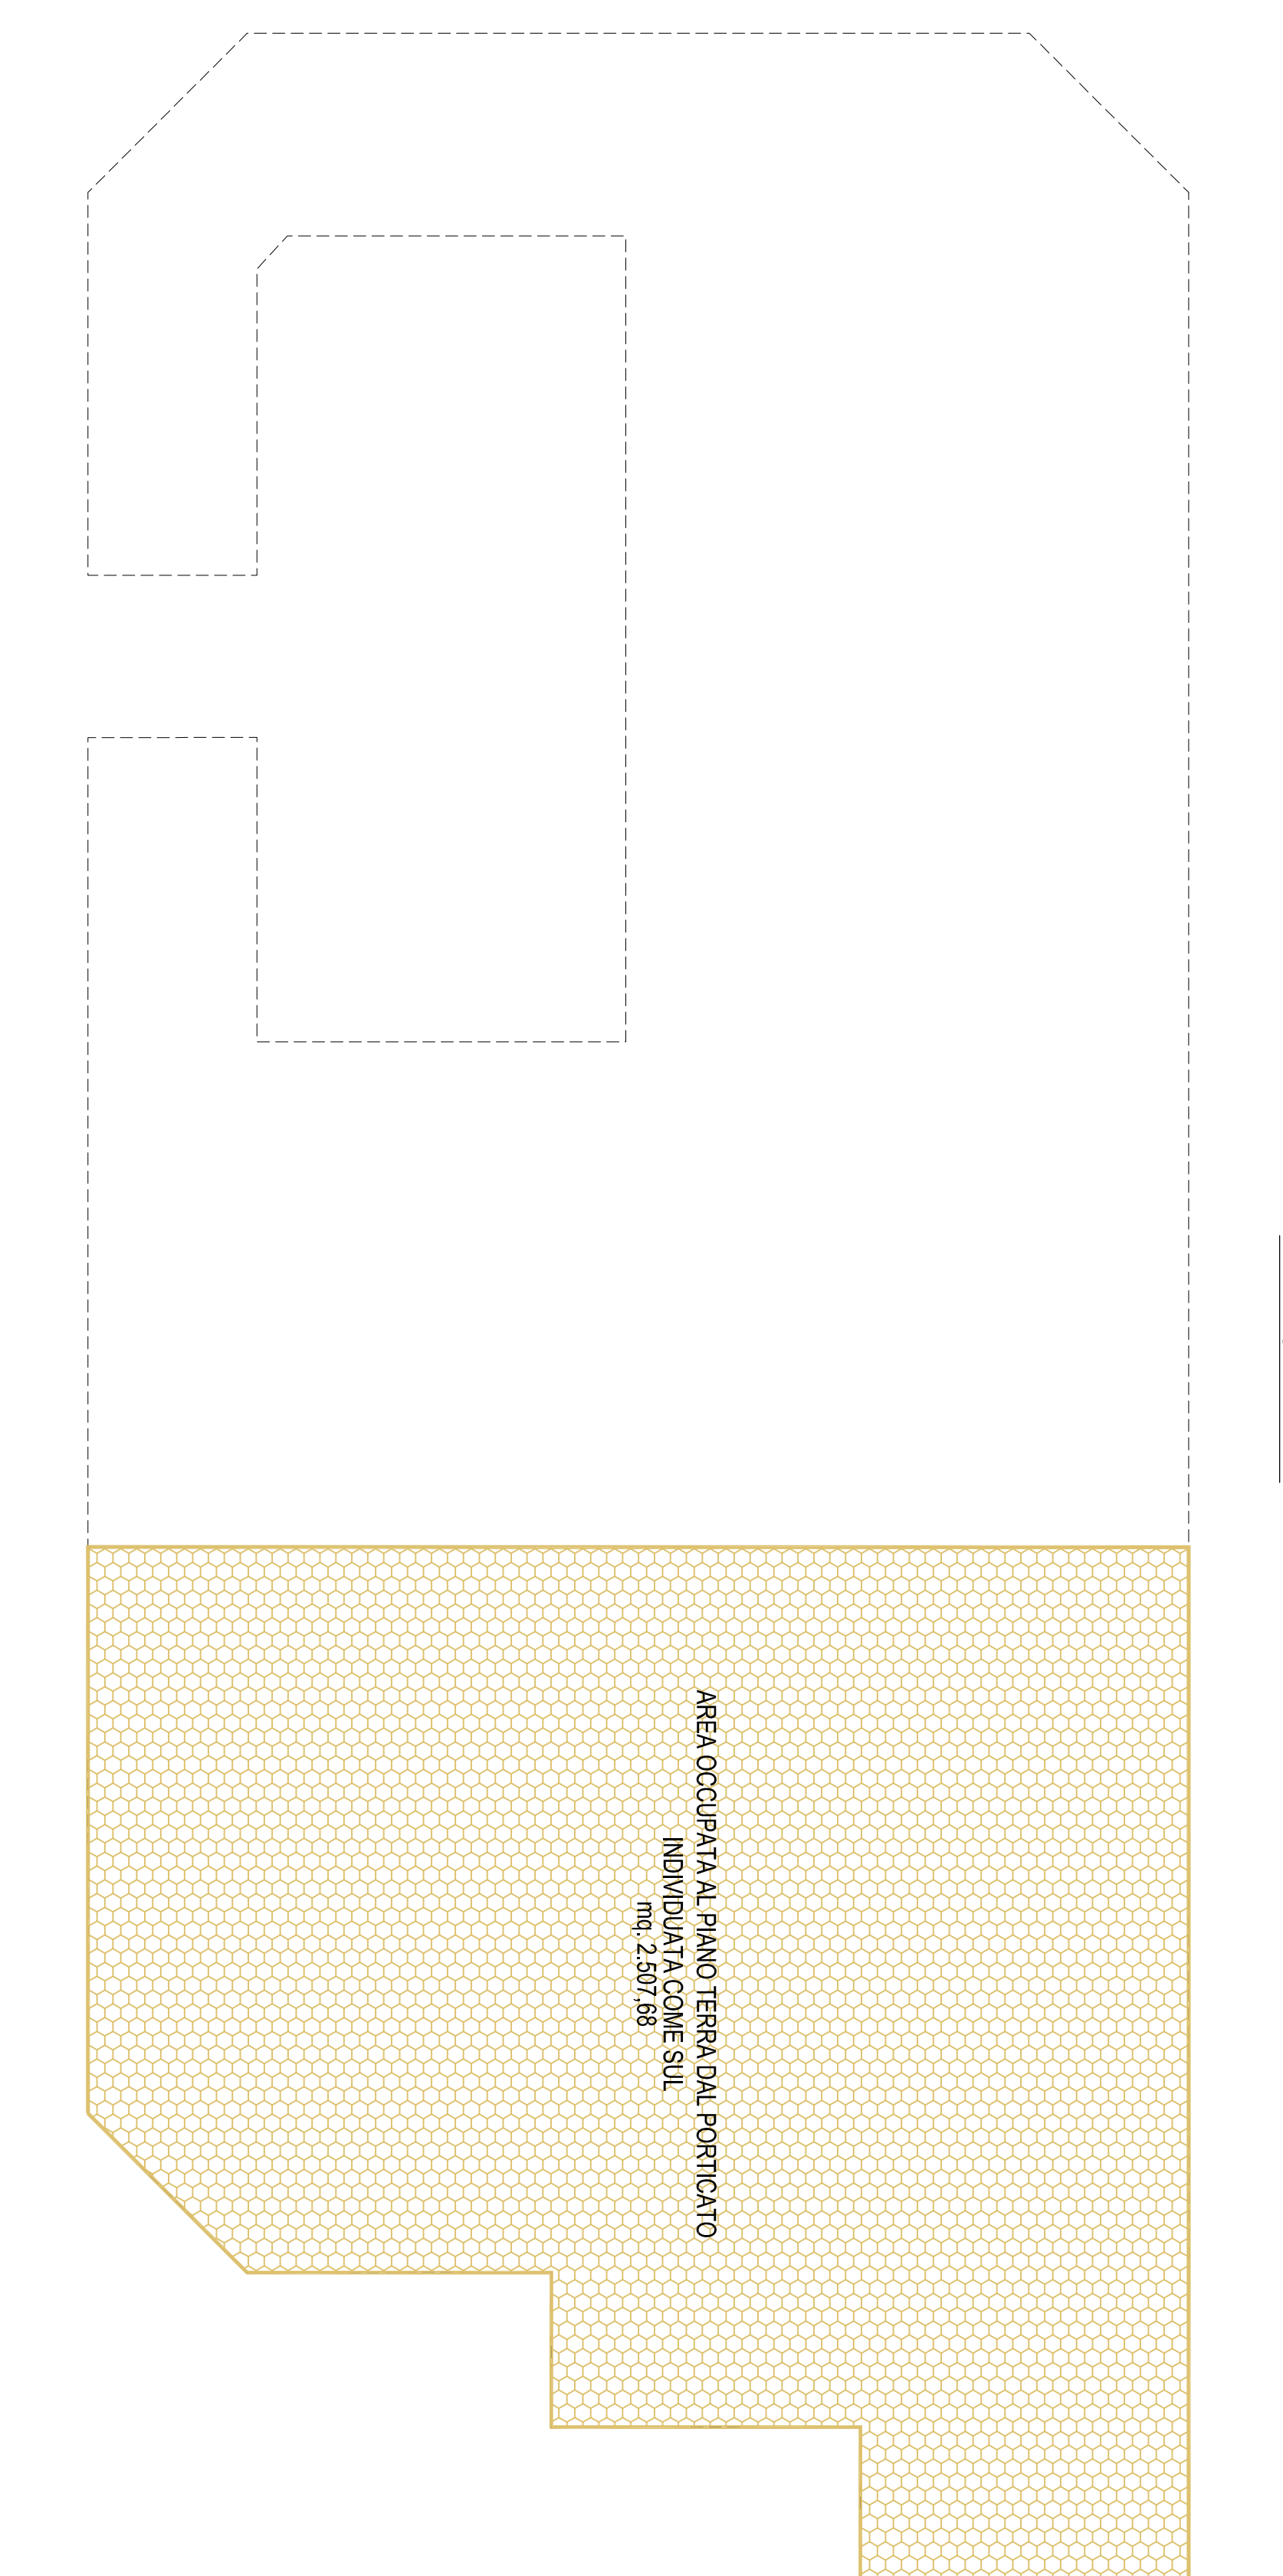 AREA OCCUPATA AL PIANO TERRA DAL PORTICATO
INDIVIDUATA COME SUL
mq. 2.507,68